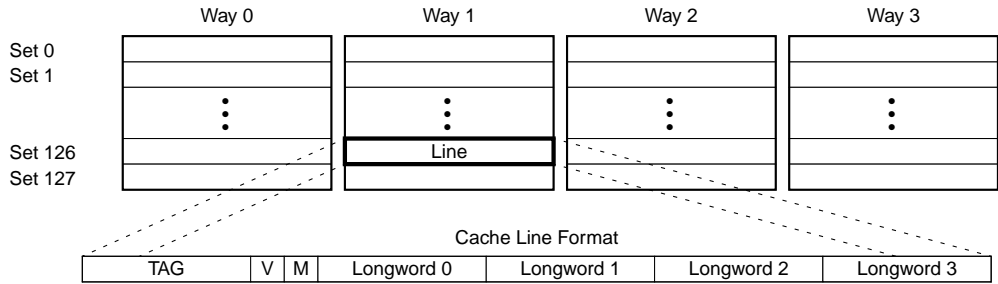 Way 0 Way 1 Way 2 Way 3
Set 0
Set 1
Set 126 Line
Set 127
Cache Line Format
TAG V M Longword 0 Longword 1 Longword 2 Longword 3